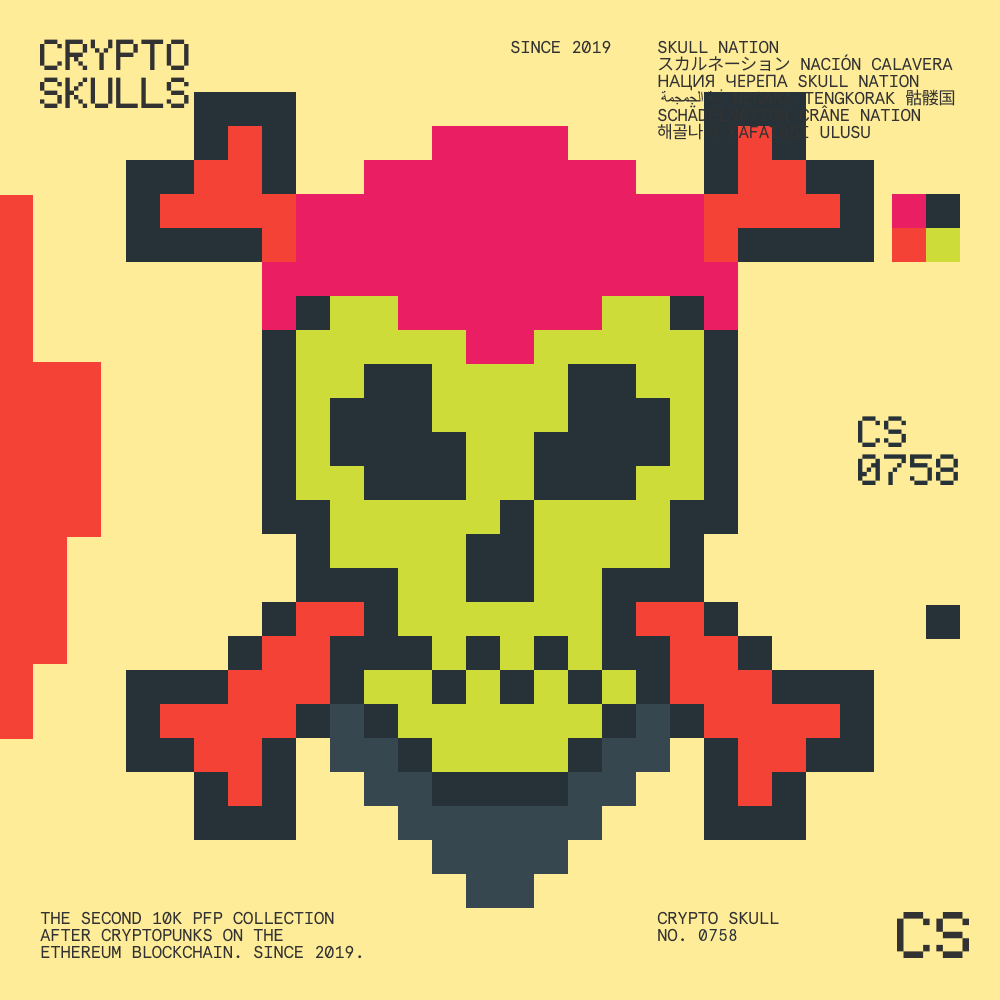 CRYPTO
SKULLS
SINCE 2019
SKULL NATION
スカルネーション NACIÓN CALAVERA
НАЦИЯ ЧЕРЕПА SKULL NATION
الجمجمة TENGKORAK 骷髅国
CRÂNE NATION
해골 ULUSU
CS
0758
THE SECOND 10K PFP COLLECTION
AFTER CRYPTOPUNKS ON THE
ETHEREUM BLOCKCHAIN. SINCE 2019.
CRYPTO SKULL
NO. 0758
CS